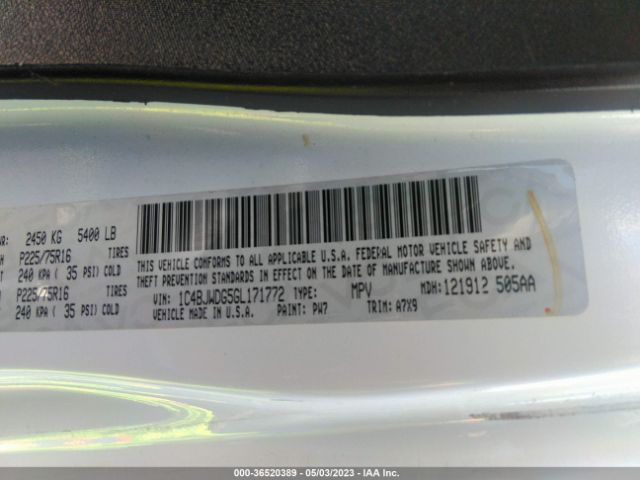 2450 KG 5400 LB
P225/75R16 TIRES
240 KPA ( 35 PSI) COLD
P225/75R16 TIRES
240 KPA ( 35 PSI) COLD
THIS VEHICLE CONFORMS TO ALL APPLICABLE U.S.A. FEDERAL MOTOR VEHICLE SAFETY AND
THEFT PREVENTION STANDARDS IN EFFECT ON THE DATE OF MANUFACTURE SHOWN ABOVE.
VIN: 1C4BJWDG5GL171772 TYPE: MPV MDH: 121912 505AA
VEHICLE MADE IN U.S.A. PAINT: PW7 TRIM: A7X9
000-36520389 - 05/03/2023 - IAA Inc.